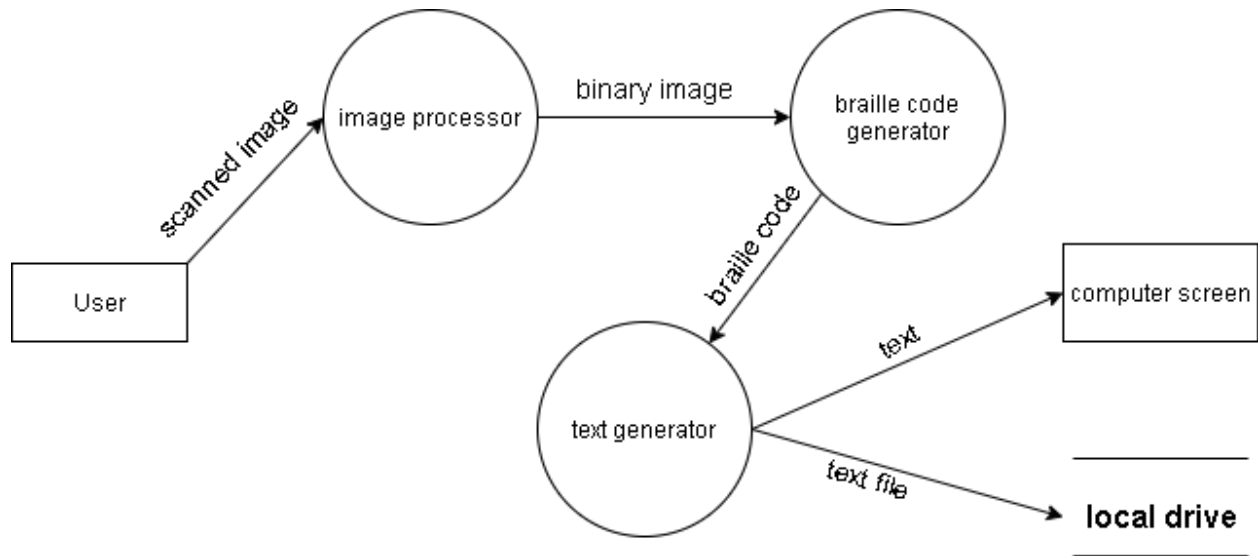 scanned image
image processor
binary image
braille code
generator
User
braille code
computer screen
text generator
text
text file
local drive